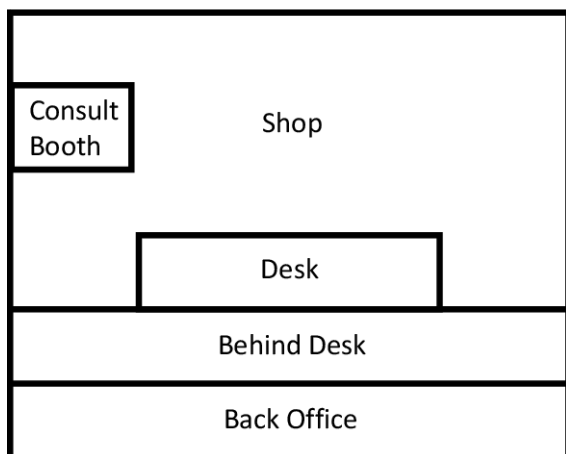 Consult
Booth
Shop
Desk
Behind Desk
Back Office